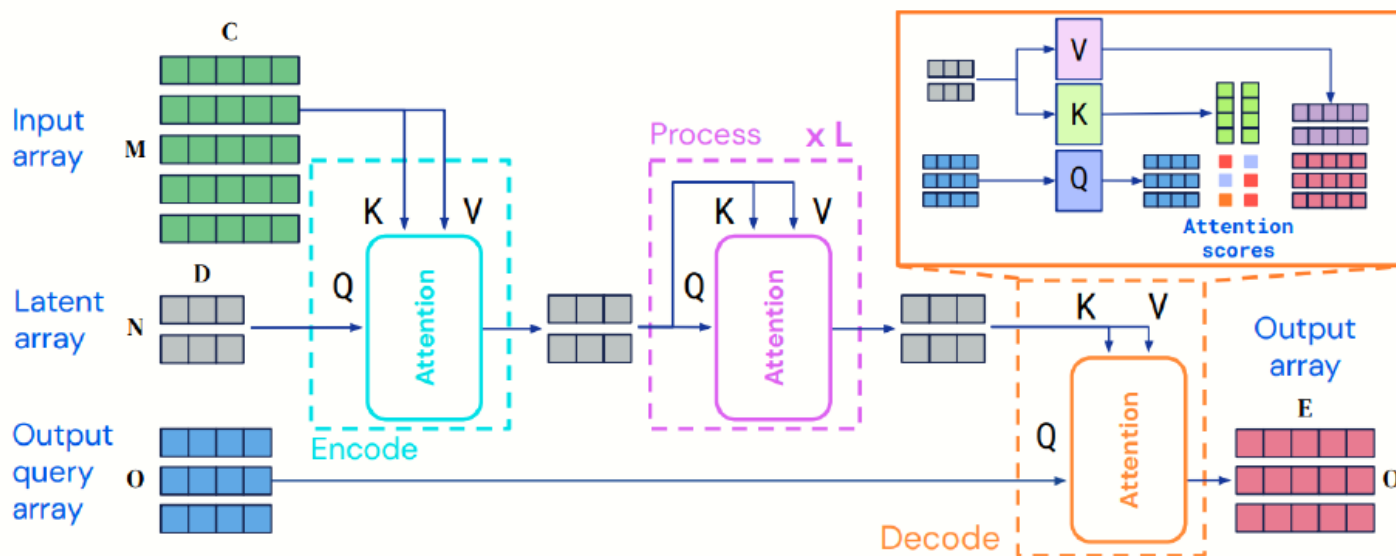 C
Input
array
M
D
Latent
array
N
Output
query
array
O
K
V
Q
Attention
Encode
Process
x L
K
V
Q
Attention
V
K
Q
Attention
scores
K
V
Q
Attention
Decode
Output
array
E
O